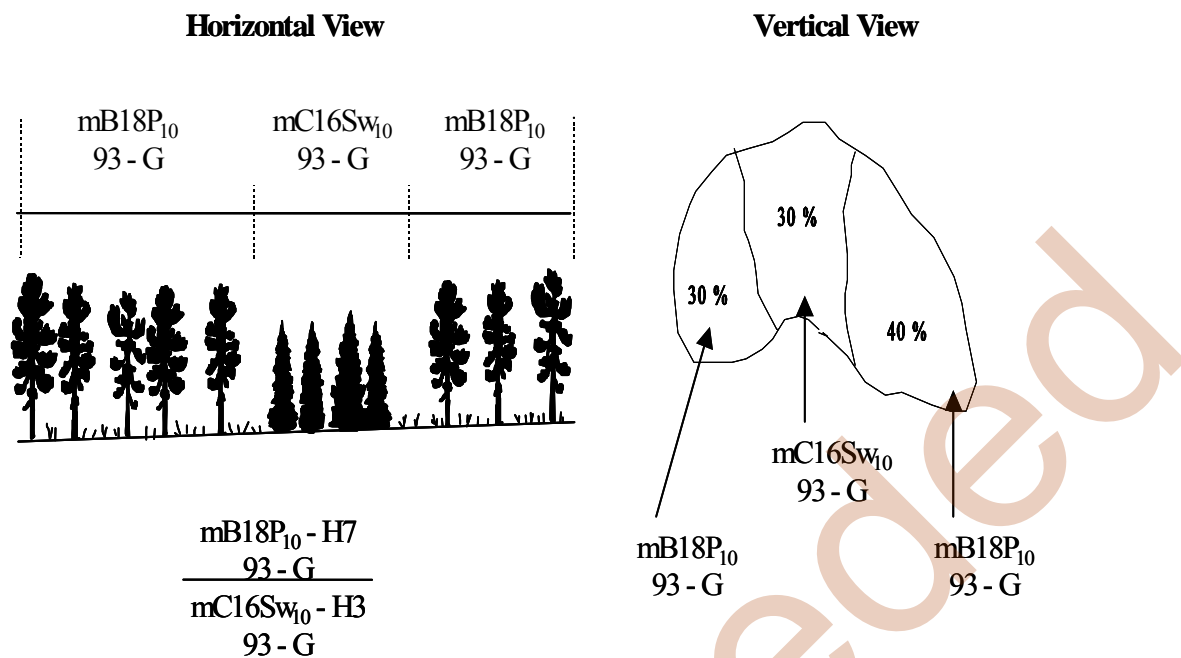 Horizontal View
Vertical View
mB18P10
93 - G
mC16Sw10
93 - G
mB18P10
93 - G
30 %
30 %
40 %
mC16Sw10
93 - G
mB18P10
93 - G
mB18P10
93 - G
mB18P10 - H7
93 - G
mC16Sw10 - H3
93 - G
eded